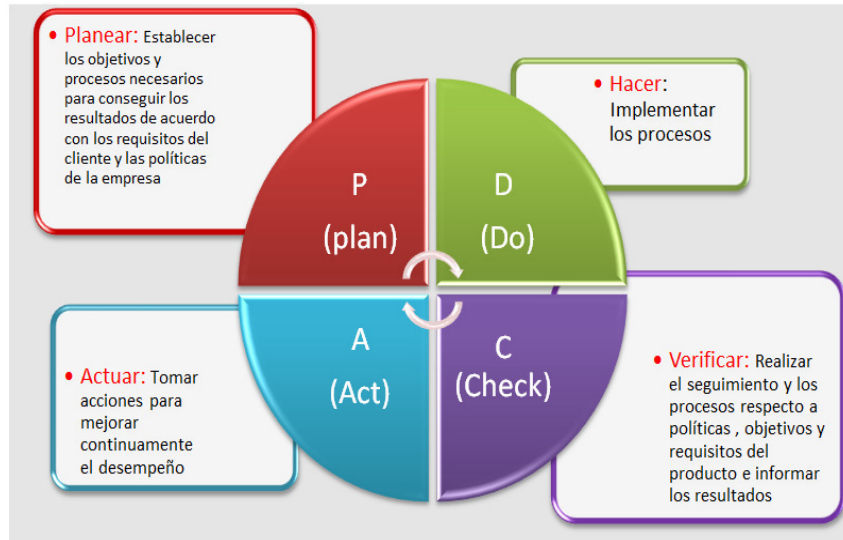 • Planear: Establecer
los objetivos y
procesos necesarios
para conseguir los
resultados de acuerdo
con los requisitos del
cliente y las políticas
de la empresa
P
(plan)
D
(Do)
• Hacer:
Implementar
los procesos
• Actuar: Tomar
acciones para
mejorar
continuamente
el desempeño
A
(Act)
C
(Check)
• Verificar: Realizar
el seguimiento y los
procesos respecto a
políticas , objetivos y
requisitos del
producto e informar
los resultados